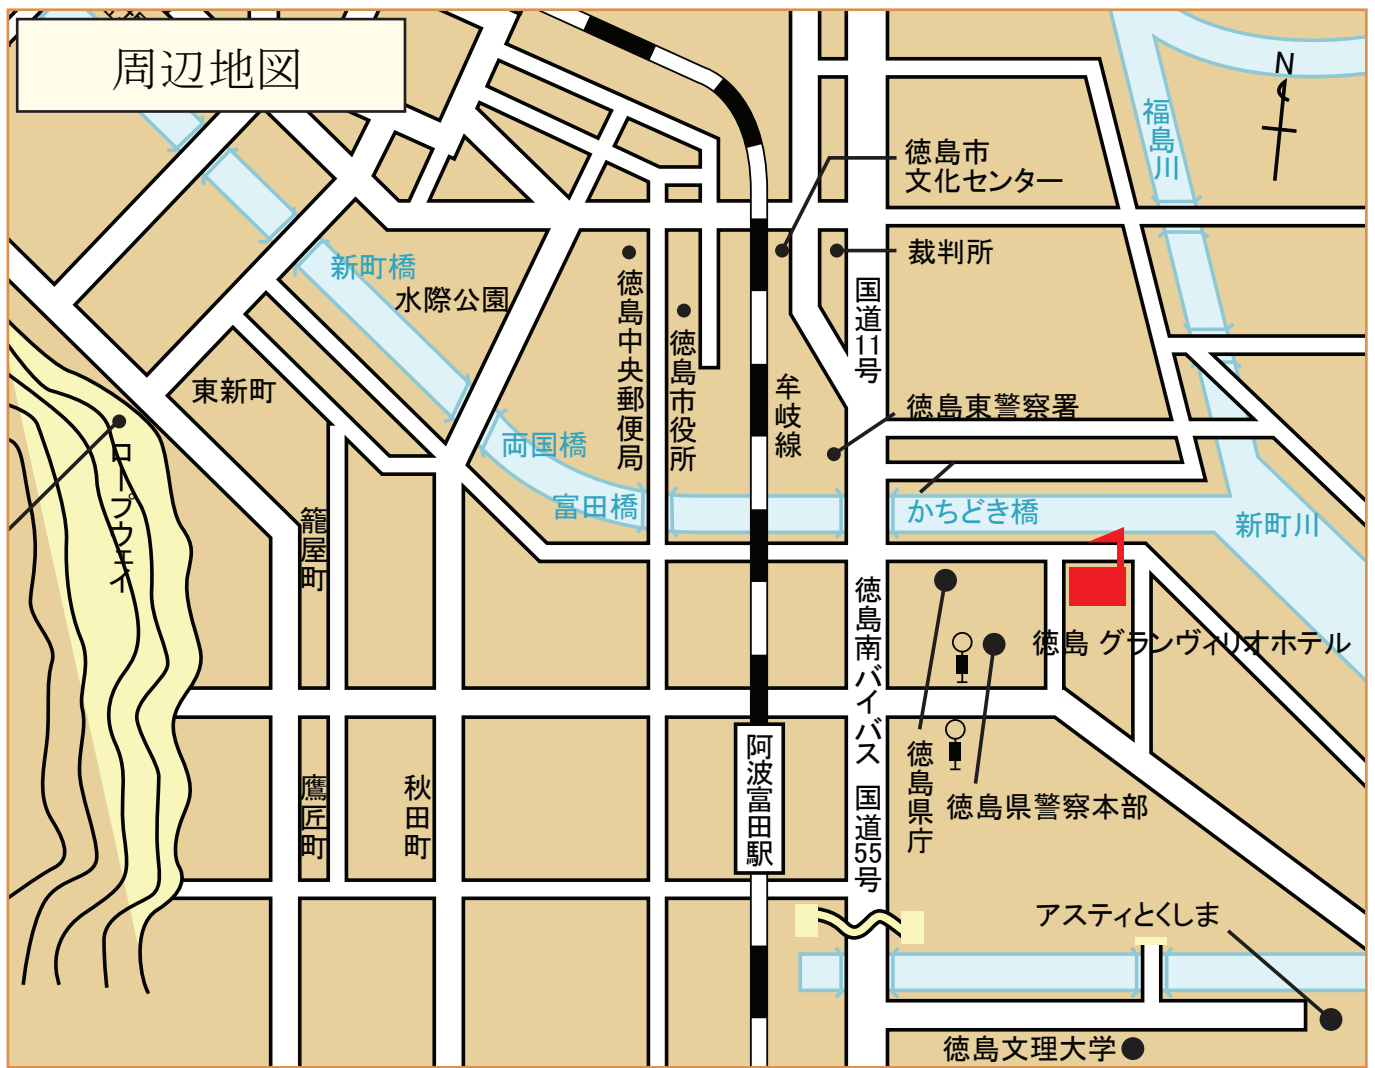 周辺地図
N
福島川
徳島市
文化センター
裁判所
新町橋
水際公園
徳島中央郵便局
徳島市役所
国道11号
牟岐線
東新町
徳島東警察署
両国橋
富田橋
かちどき橋
新町川
ロープウェイ
籠屋町
徳島南バイパス 国道55号
徳島 グランヴィリオホテル
阿波富田駅
徳島県庁
徳島県警察本部
鷹匠町
秋田町
アスティとくしま
徳島文理大学